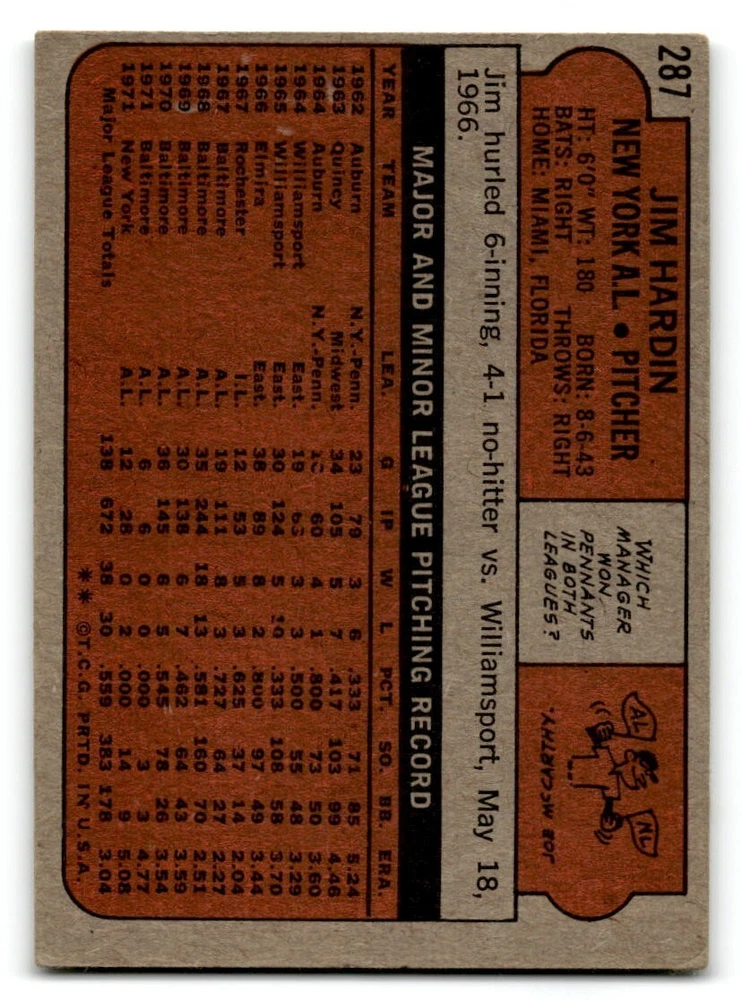 287
JIM HARDIN
NEW YORK A.L. • PITCHER
HT: 6'0" WT: 180 BORN: 8-6-43
BATS: RIGHT THROWS: RIGHT
HOME: MIAMI, FLORIDA
WHICH
MANAGER
WON
PENNANTS
IN BOTH
LEAGUES?
AL
NL
JOE McCARTHY.
Jim hurled 6-inning, 4-1 no-hitter vs. Williamsport, May 18,
1966.
MAJOR AND MINOR LEAGUE PITCHING RECORD
YEAR TEAM LEA. G IP W L PCT. SO. BB. ERA.
1962 Auburn N.Y.-Penn. 23 79 3 6 .333 71 85 5.24
1963 Quincy Midwest 34 105 5 7 .417 103 99 4.46
1964 Auburn N.Y.-Penn. 60 4 1 .800 73 50 3.60
1964 Williamsport East. 19 63 3 3 .500 55 48 3.29
1965 Williamsport East. 30 124 5 10 .333 108 58 3.70
1966 Elmira East. 38 89 8 2 .800 97 49 3.44
1967 Rochester I.L. 12 53 5 3 .625 37 14 2.04
1967 Baltimore A.L. 19 111 8 3 .727 64 27 2.27
1968 Baltimore A.L. 35 244 18 13 .581 160 70 2.51
1969 Baltimore A.L. 30 138 6 7 .462 64 43 3.59
1970 Baltimore A.L. 36 145 6 5 .545 78 26 3.54
1971 Baltimore A.L. 6 6 0 0 .000 3 3 4.77
1971 New York A.L. 12 28 0 2 .000 14 9 5.08
Major League Totals 138 672 38 30 .559 383 178 3.04
** © T.C.G. PRTD. IN U.S.A.